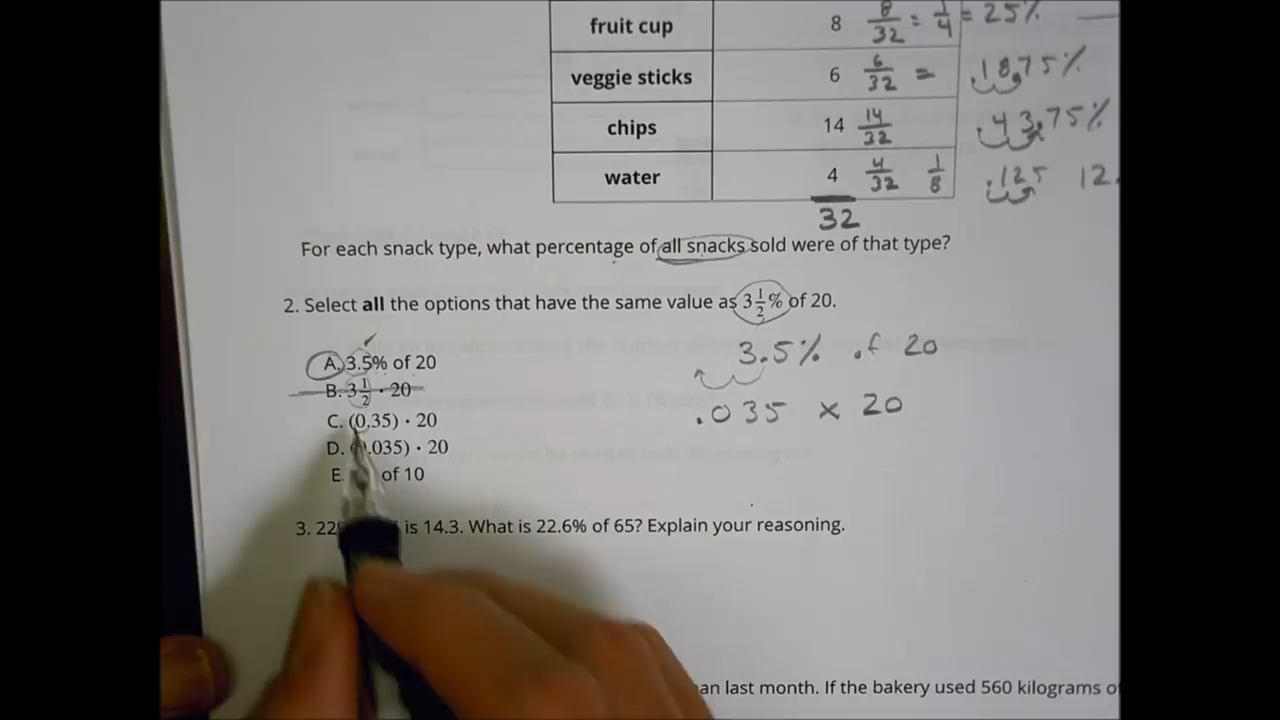 fruit cup 8 8/32 = 1/4 = 25%
veggie sticks 6 6/32 = .18.75%
chips 14 14/32 .43.75%
water 4 4/32 1/8 .125 12.
32
For each snack type, what percentage of all snacks sold were of that type?
2. Select all the options that have the same value as 3 1/2% of 20.
A. 3.5% of 20
3.5% of 20
B. 3 1/2 · 20
C. (0.35) · 20
.035 x 20
D. .035) · 20
E. of 10
3. 22 is 14.3. What is 22.6% of 65? Explain your reasoning.
an last month. If the bakery used 560 kilograms of